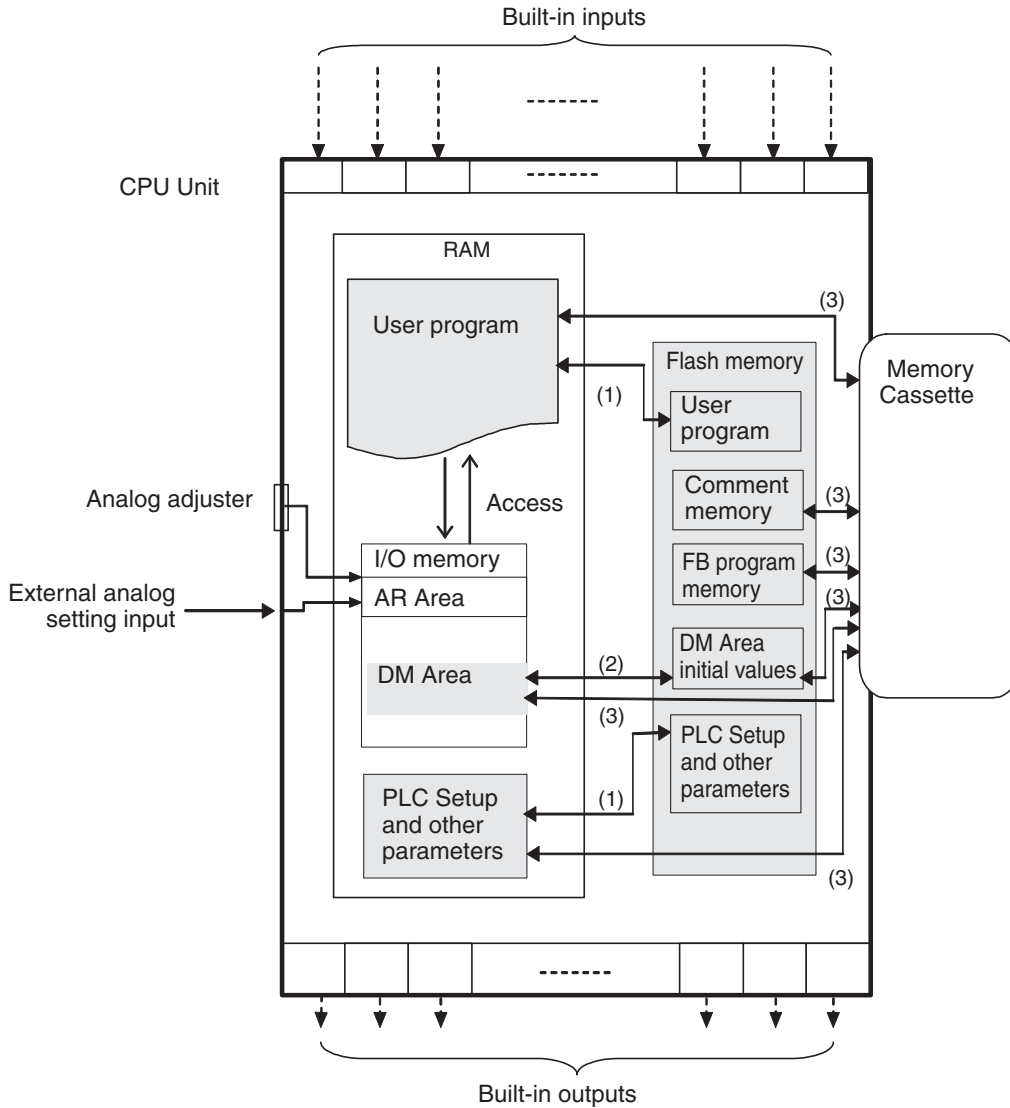 Built-in inputs
CPU Unit
RAM
User program
(3)
Flash memory
Memory
Cassette
(1)
User
program
Analog adjuster
Access
Comment
memory
(3)
I/O memory
FB program
memory
(3)
External analog
setting input
AR Area
(3)
DM Area
(2)
DM Area
initial values
(3)
PLC Setup
and other
parameters
(1)
PLC Setup
and other
parameters
(3)
Built-in outputs